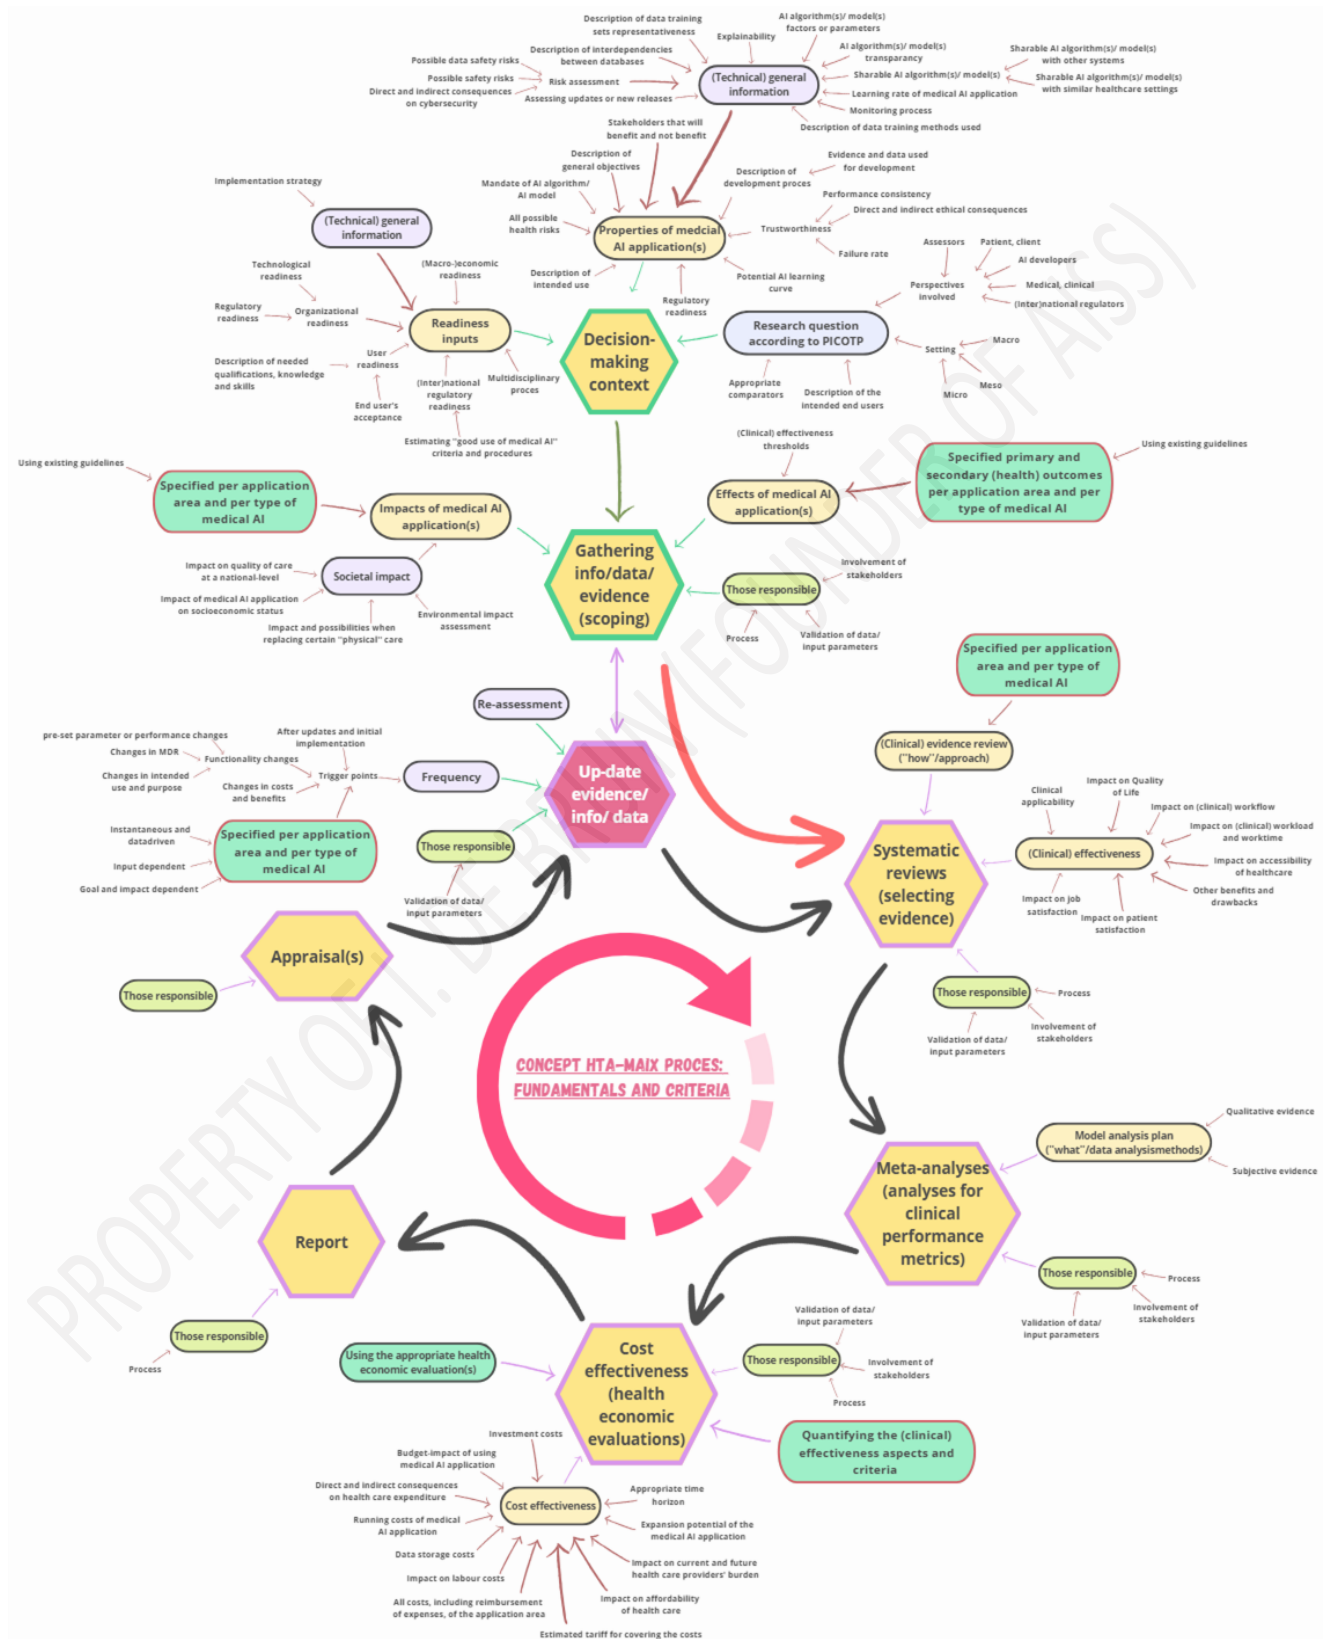 Description of data training
sets representativeness
Explainability
AI algorithm(s)/ model(s)
factors or parameters
Possible data safety risks
Description of interdependencies
between databases
AI algorithm(s)/ model(s)
transparancy
Sharable AI algorithm(s)/ model(s)
with other systems
Possible safety risks
Risk assessment
(Technical) general
information
Sharable AI algorithm(s)/ model(s)
Sharable AI algorithm(s)/ model(s)
with similar healthcare settings
Direct and indirect consequences
on cybersecurity
Assessing updates or new releases
Learning rate of medical AI application
Monitoring process
Description of data training methods used
Stakeholders that will
benefit and not benefit
Description of
general objectives
Description of
development proces
Evidence and data used
for development
Mandate of AI algorithm/
AI model
All possible
health risks
Properties of medcial
AI application(s)
Trustworthiness
Performance consistency
Direct and indirect ethical consequences
Failure rate
Description of
intended use
Regulatory
readiness
Potential AI learning
curve
Implementation strategy
(Technical) general
information
Technological
readiness
(Macro-)economic
readiness
Regulatory
readiness
Organizational
readiness
Readiness
inputs
User
readiness
Description of needed
qualifications, knowledge
and skills
End user's
acceptance
(Inter)national
regulatory
readiness
Multidisciplinary
proces
Estimating "good use of medical AI"
criteria and procedures
Decision-
making
context
Research question
according to PICOTP
Perspectives
involved
Assessors
Patient, client
AI developers
Medical, clinical
(Inter)national regulators
Setting
Macro
Meso
Micro
Appropriate
comparators
Description of the
intended end users
Using existing guidelines
Specified per application
area and per type of
medical AI
Impacts of medical AI
application(s)
(Clinical) effectiveness
thresholds
Effects of medical AI
application(s)
Specified primary and
secondary (health) outcomes
per application area and per
type of medical AI
Using existing guidelines
Gathering
info/data/
evidence
(scoping)
Impact on quality of care
at a national-level
Societal impact
Impact of medical AI application
on socioeconomic status
Impact and possibilities when
replacing certain "physical" care
Environmental impact
assessment
Those responsible
Involvement of
stakeholders
Process
Validation of data/
input parameters
Specified per application
area and per type of
medical AI
(Clinical) evidence review
("how"/approach)
Re-assessment
Up-date
evidence/
info/ data
Frequency
Trigger points
After updates and initial
implementation
pre-set parameter or performance changes
Changes in MDR
Functionality changes
Changes in intended
use and purpose
Changes in costs
and benefits
Instantaneous and
datadriven
Input dependent
Goal and impact dependent
Specified per application
area and per type of
medical AI
Those responsible
Validation of data/
input parameters
Systematic
reviews
(selecting
evidence)
Clinical
applicability
Impact on Quality
of Life
Impact on (clinical) workflow
Impact on (clinical) workload
and worktime
(Clinical) effectiveness
Impact on accessibility
of healthcare
Other benefits and
drawbacks
Impact on job
satisfaction
Impact on patient
satisfaction
Those responsible
Process
Involvement of
stakeholders
Validation of data/
input parameters
Appraisal(s)
Those responsible
CONCEPT HTA-MAIX PROCES:
FUNDAMENTALS AND CRITERIA
Meta-analyses
(analyses for
clinical
performance
metrics)
Model analysis plan
("what"/data analysismethods)
Qualitative evidence
Subjective evidence
Those responsible
Process
Involvement of
stakeholders
Validation of data/
input parameters
Report
Those responsible
Process
Using the appropriate health
economic evaluation(s)
Cost
effectiveness
(health
economic
evaluations)
Validation of data/
input parameters
Those responsible
Involvement of
stakeholders
Process
Quantifying the (clinical)
effectiveness aspects and
criteria
Investment costs
Budget-impact of using
medical AI application
Direct and indirect consequences
on health care expenditure
Cost effectiveness
Appropriate time
horizon
Running costs of medical
AI application
Expansion potential of the
medical AI application
Data storage costs
Impact on current and future
health care providers' burden
Impact on labour costs
All costs, including reimbursement
of expenses, of the application area
Impact on affordability
of health care
Estimated tariff for covering the costs
PROPERTY OF I. DE BRUIJN (FOUNDER OF AISS)